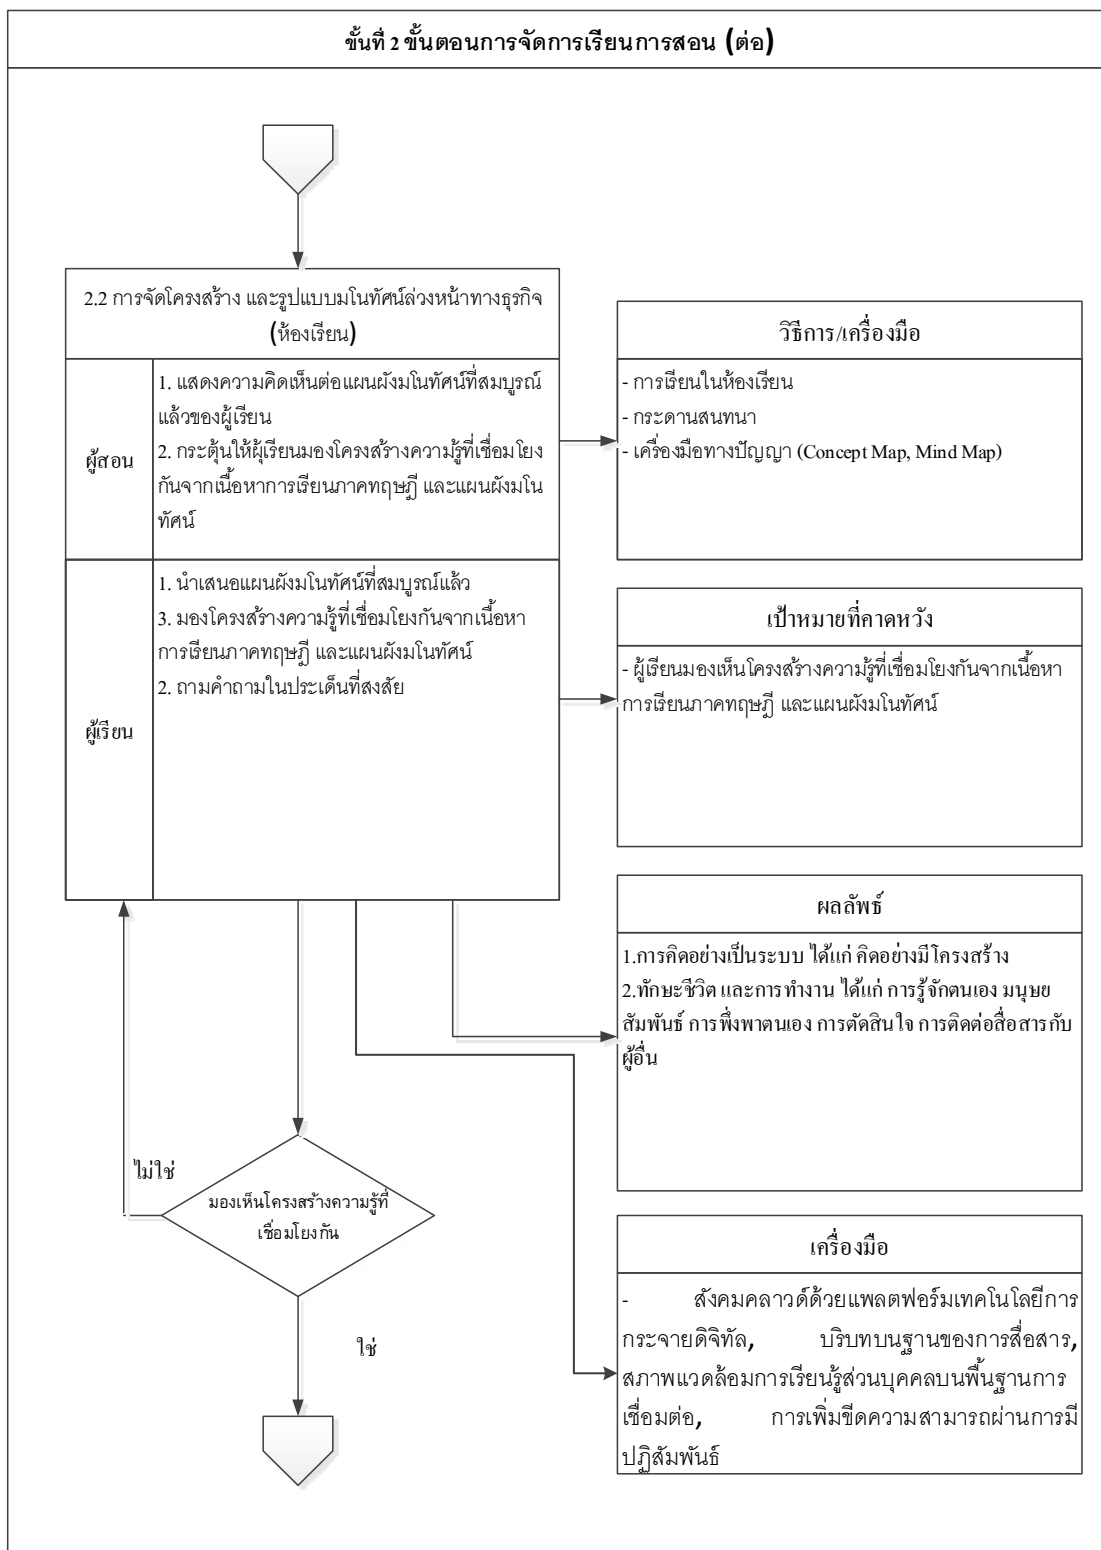 ขั้นที่ 2 ขั้นตอนการจัดการเรียนการสอน (ต่อ)
2.2 การจัดโครงสร้าง และรูปแบบมโนทัศน์ล่วงหน้าทางธุรกิจ
(ห้องเรียน)
ผู้สอน
1. แสดงความคิดเห็นต่อแผนผังมโนทัศน์ที่สมบูรณ์
แล้วของผู้เรียน
2. กระตุ้นให้ผุ้เรียนมองโครงสร้างความรู้ที่เชื่อมโยง
กันจากเนื้อหาการเรียนภาคทฤษฎี และแผนผังมโน
ทัศน์
ผู้เรียน
1. นำเสนอแผนผังมโนทัศน์ที่สมบูรณ์แล้ว
3. มองโครงสร้างความรู้ที่เชื่อมโยงกันจากเนื้อหา
การเรียนภาคทฤษฎี และแผนผังมโนทัศน์
2. ถามคำถามในประเด็นที่สงสัย
วิธีการ/เครื่องมือ
- การเรียนในห้องเรียน
- กระดานสนทนา
- เครื่องมือทางปัญญา (Concept Map, Mind Map)
เป้าหมายที่คาดหวัง
- ผู้เรียนมองเห็นโครงสร้างความรู้ที่เชื่อมโยงกันจากเนื้อหา
การเรียนภาคทฤษฎี และแผนผังมโนทัศน์
ผลลัพธ์
1.การคิดอย่างเป็นระบบ ได้แก่ คิดอย่างมีโครงสร้าง
2.ทักษะชีวิต และการทำงาน ได้แก่ การรู้จักตนเอง มนุษย
สัมพันธ์ การพึ่งพาตนเอง การตัดสินใจ การติดต่อสื่อสารกับ
ผู้อื่น
ไม่ใช่
มองเห็นโครงสร้างความรู้ที่
เชื่อมโยงกัน
ใช่
เครื่องมือ
- สังคมคลาวด์ด้วยแพลตฟอร์มเทคโนโลยีการ
กระจายดิจิทัล, บริบทบนฐานของการสื่อสาร,
สภาพแวดล้อมการเรียนรู้ส่วนบุคคลบนพื้นฐานการ
เชื่อมต่อ, การเพิ่มขีดความสามารถผ่านการมี
ปฏิสัมพันธ์